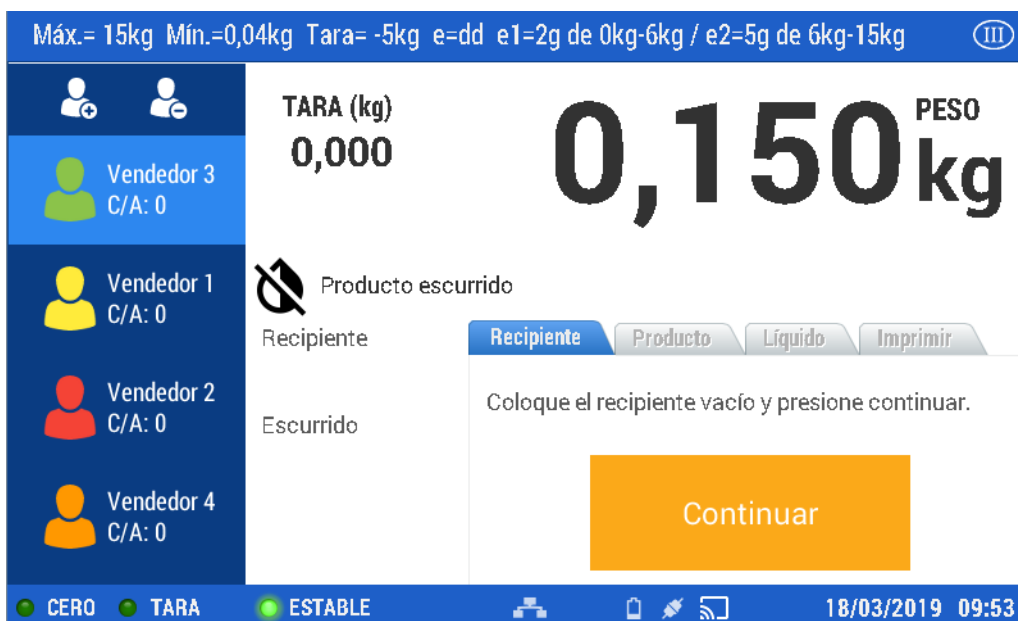 Máx.= 15kg Mín.=0,04kg Tara= -5kg e=dd e1=2g de 0kg-6kg / e2=5g de 6kg-15kg III
TARA (kg)
0,000
0,150
PESO
kg
Vendedor 3
C/A: 0
Vendedor 1
C/A: 0
Vendedor 2
C/A: 0
Vendedor 4
C/A: 0
Producto escurrido
Recipiente
Escurrido
Recipiente Producto Líquido Imprimir
Coloque el recipiente vacío y presione continuar.
Continuar
CERO TARA ESTABLE 18/03/2019 09:53